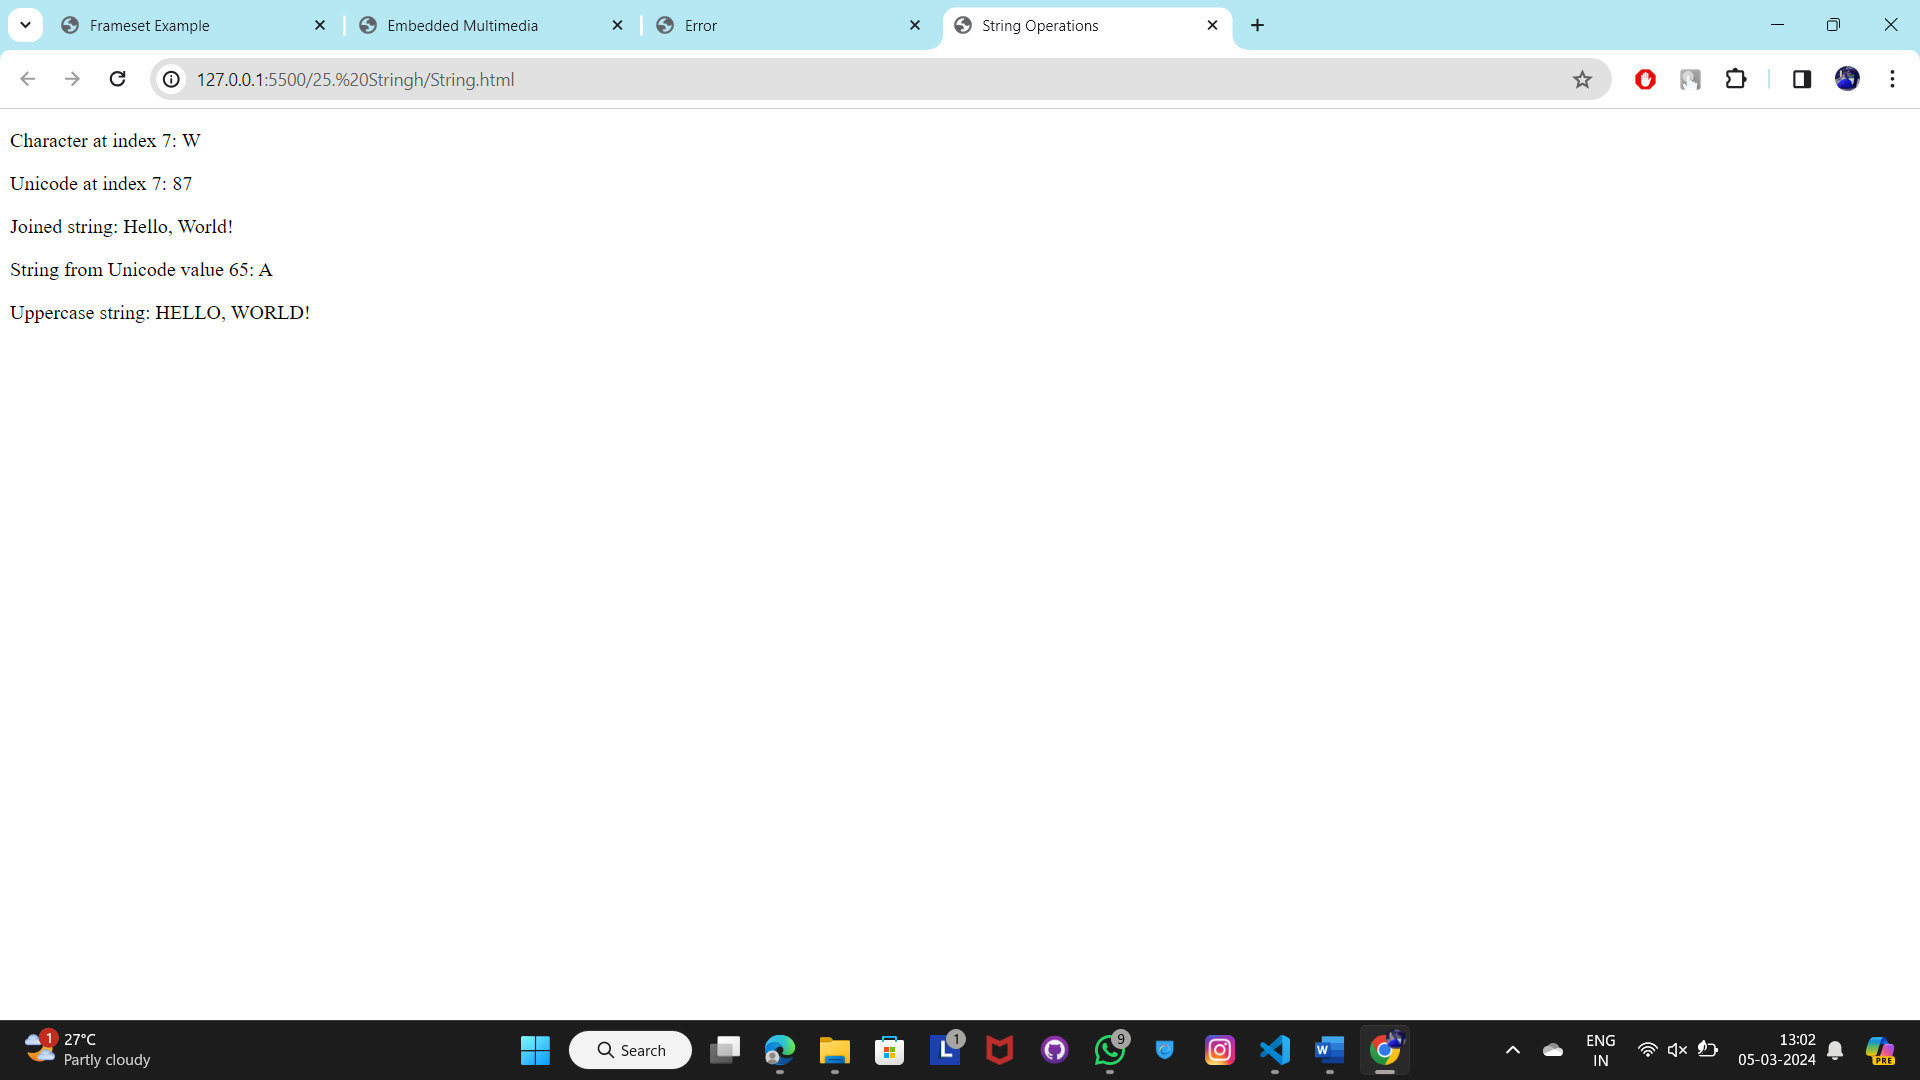 Frameset Example
Embedded Multimedia
Error
String Operations
127.0.0.1:5500/25.%20Stringh/String.html
Character at index 7: W
Unicode at index 7: 87
Joined string: Hello, World!
String from Unicode value 65: A
Uppercase string: HELLO, WORLD!
1
27°C
Partly cloudy
Search
L
1
9
W
ENG
IN
13:02
05-03-2024
PRE